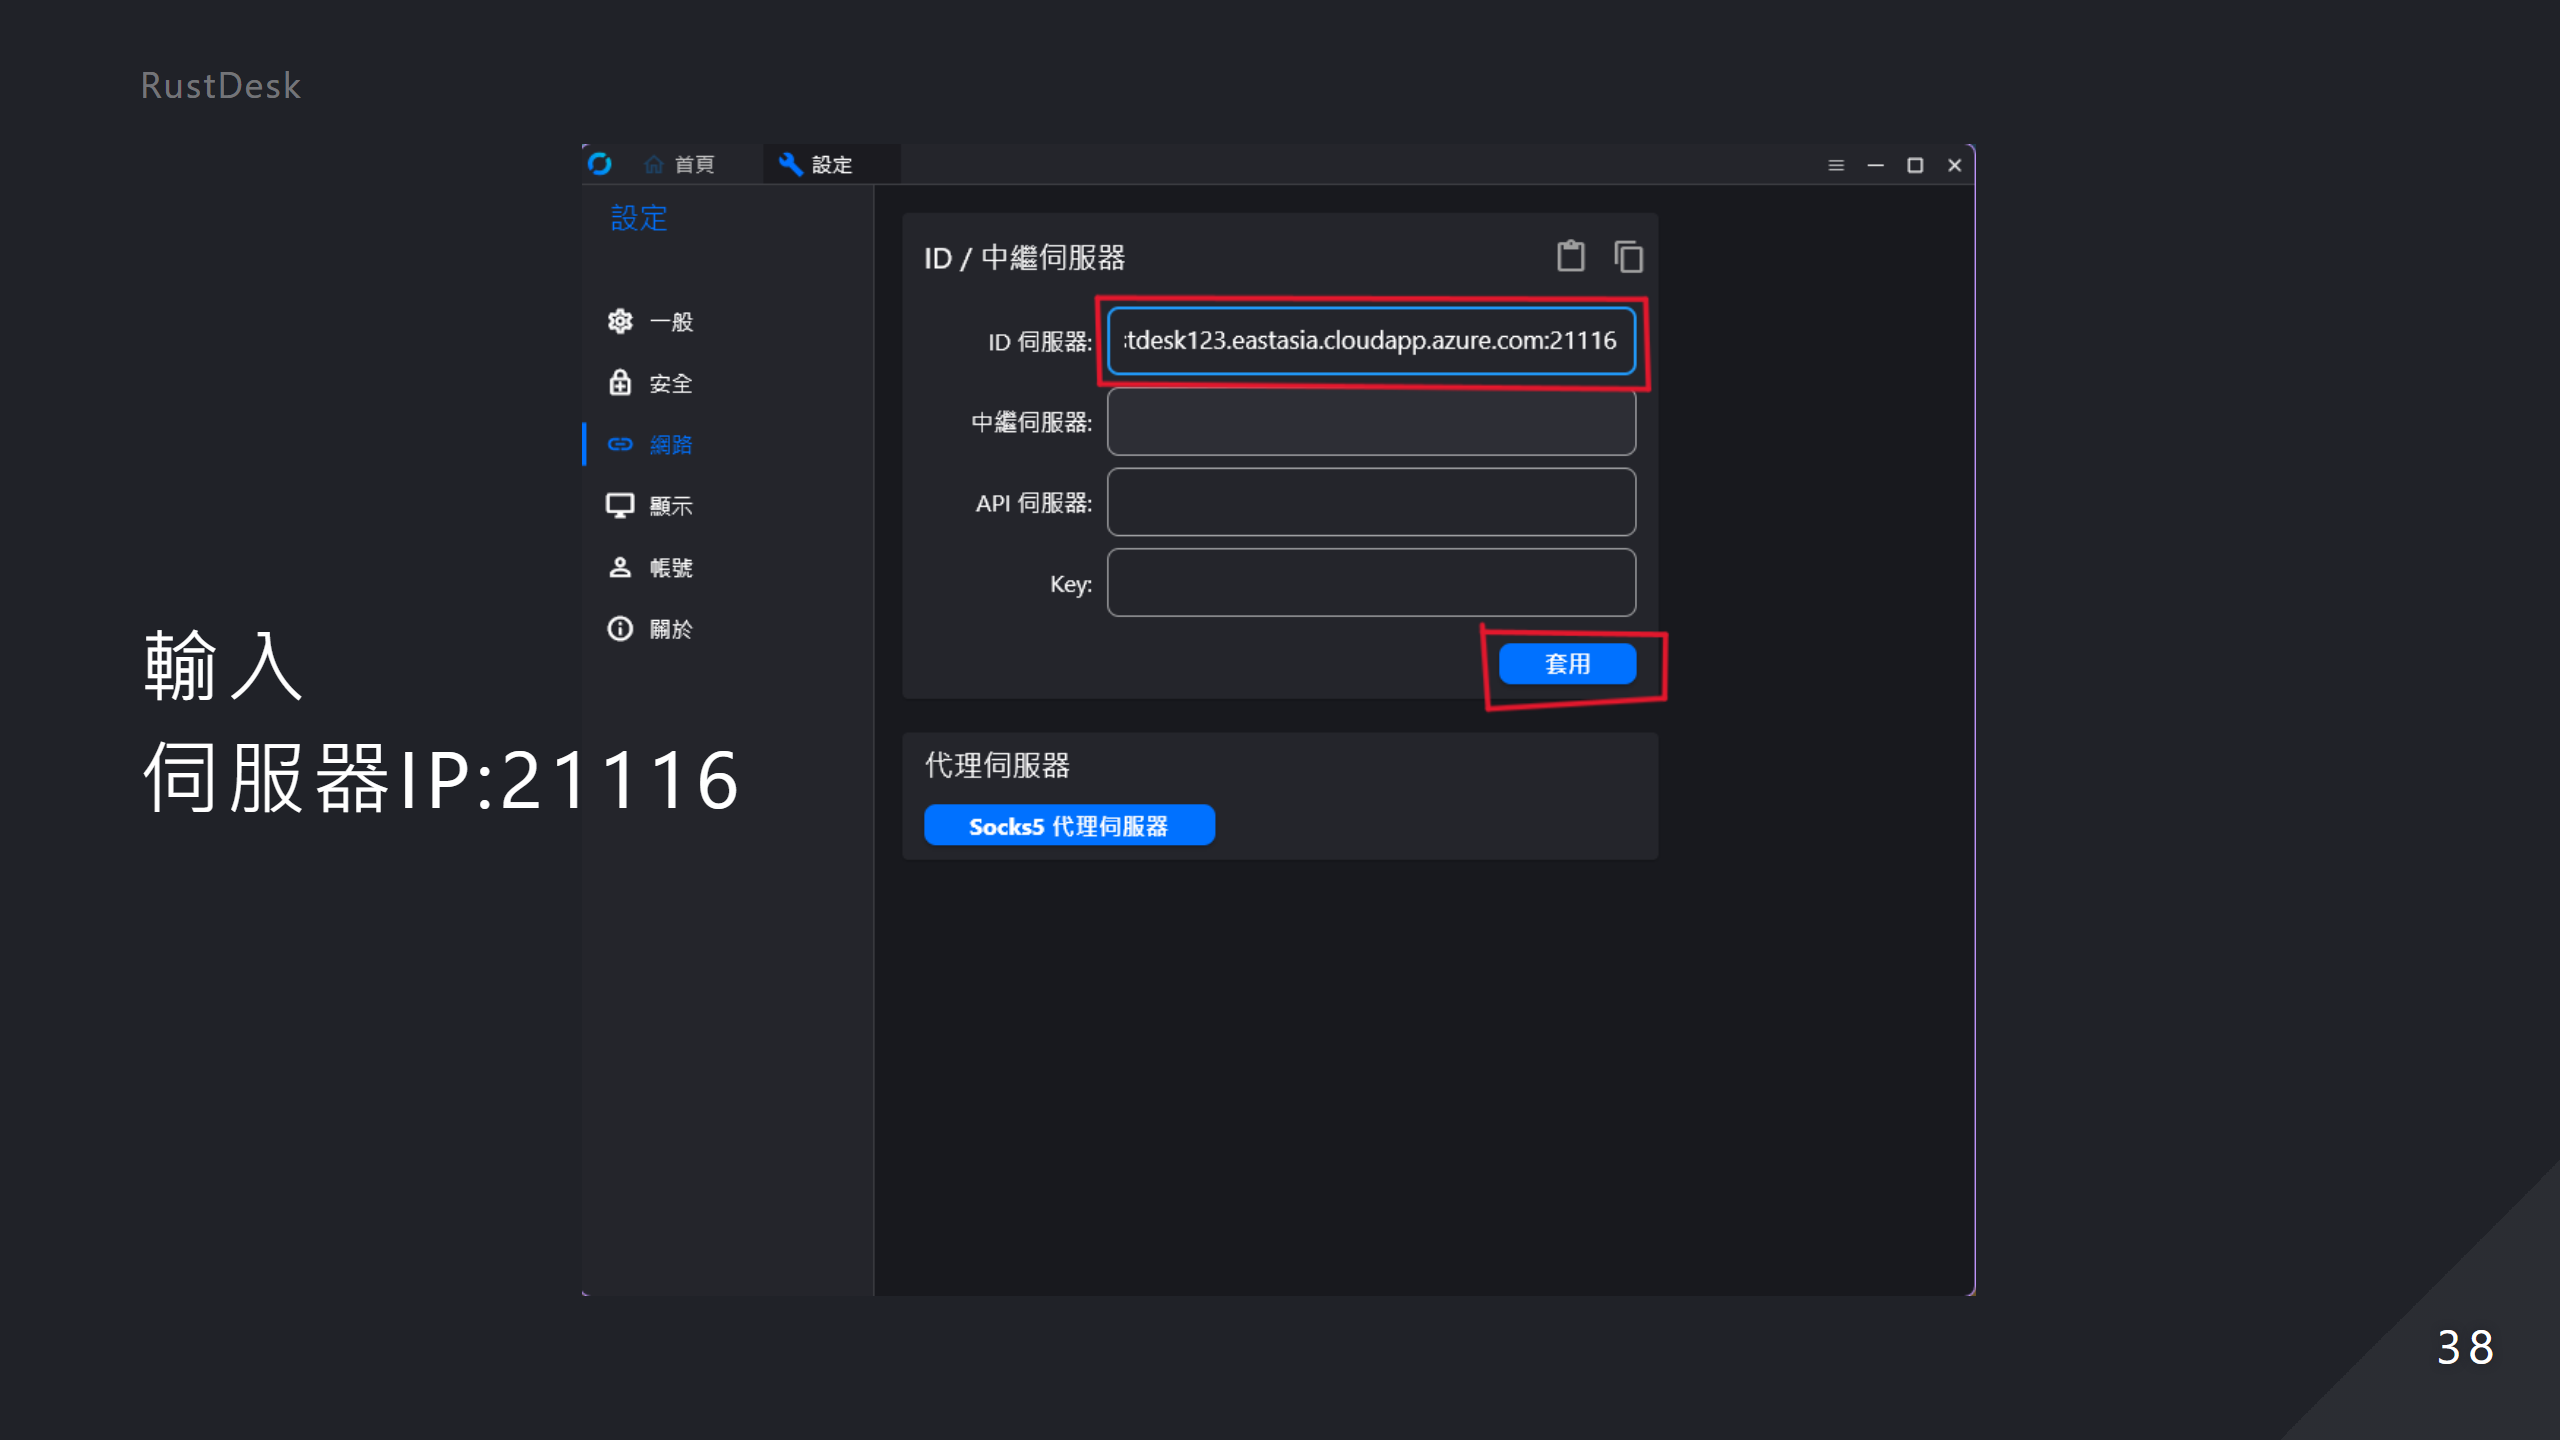 RustDesk
首頁
設定
設定
一般
安全
網路
顯示
帳號
關於
ID / 中繼伺服器
ID 伺服器:
tdesk123.eastasia.cloudapp.azure.com:21116
中繼伺服器:
API 伺服器:
Key:
套用
代理伺服器
Socks5 代理伺服器
輸入
伺服器IP:21116
38